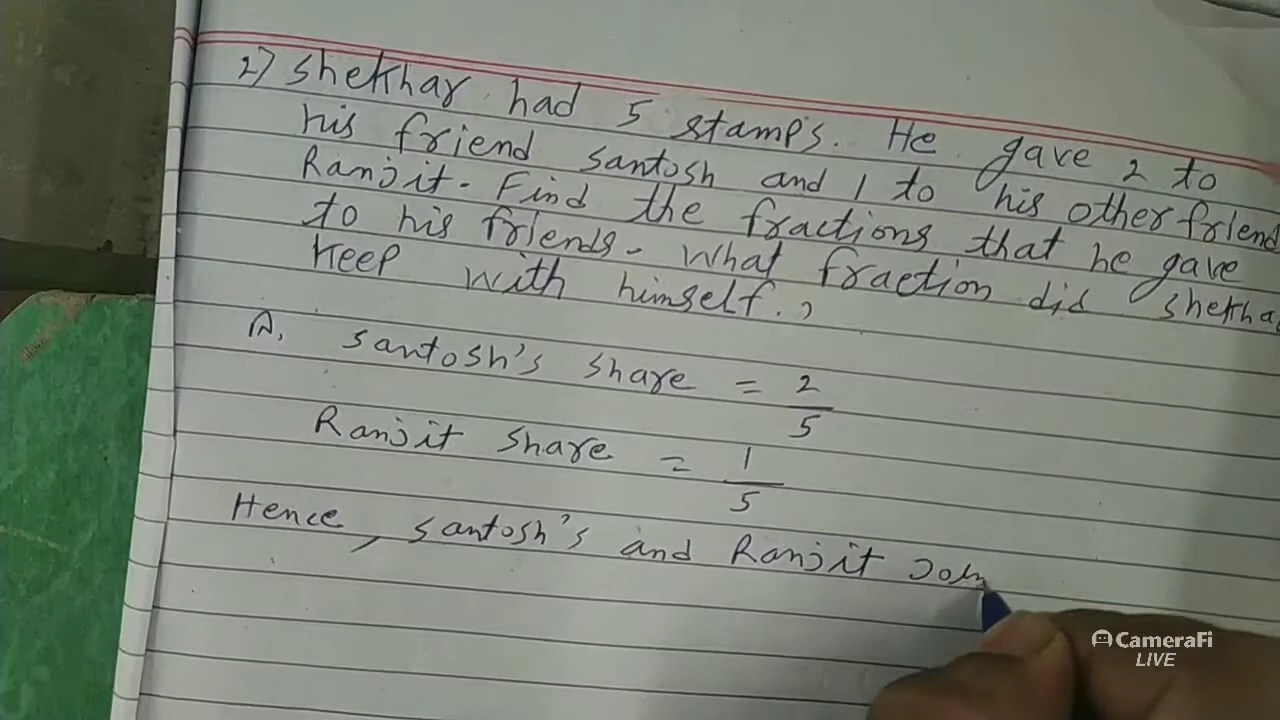 2) Shekhar had 5 stamps. He gave 2 to
his friend santosh and 1 to his other friend
Ranjit. Find the fractions that he gave
to his friends. What fraction did shekha
keep with himself.?
A. santosh's share = 2/5
Ranjit share = 1/5
Hence, santosh's and Ranjit
CameraFi
LIVE